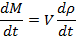 dM/dt = V dρ/dt